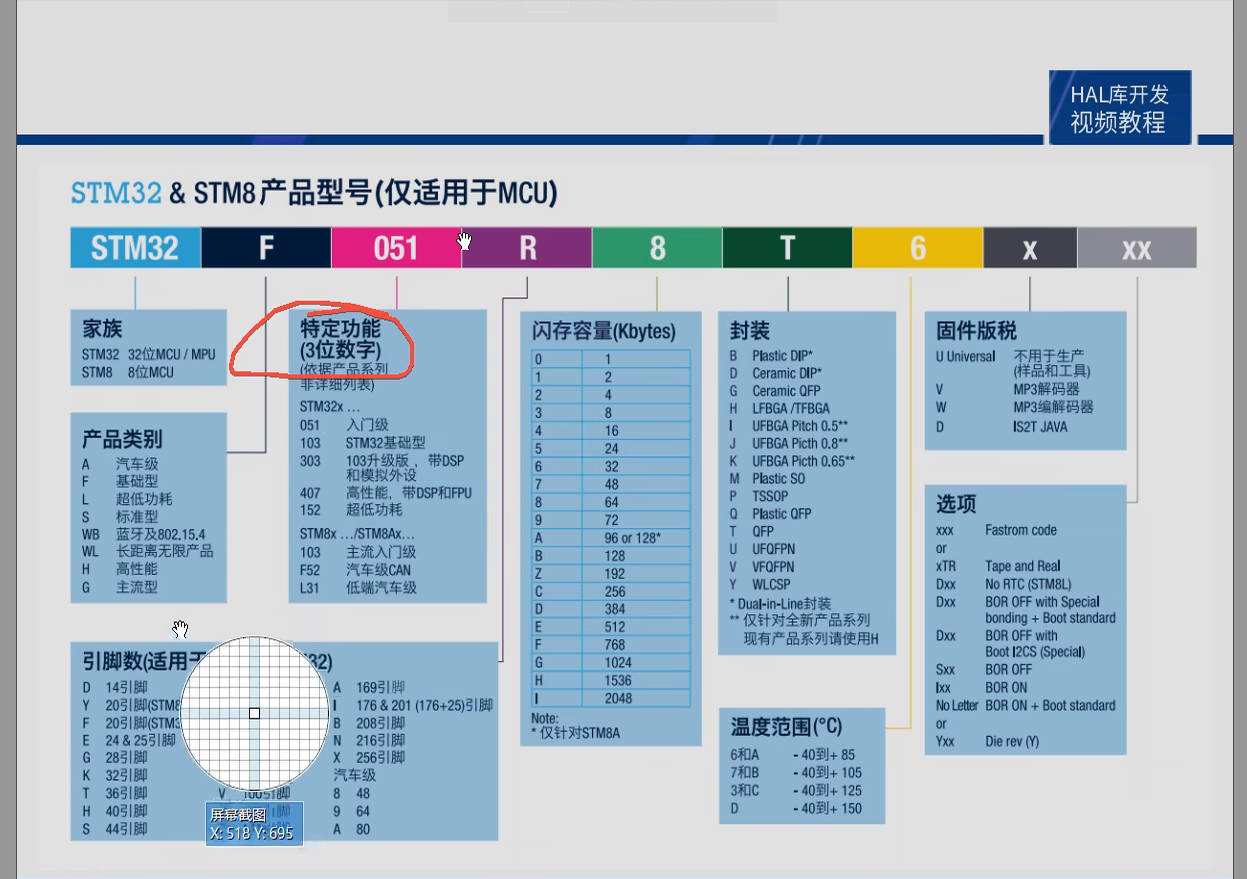 HAL库开发
视频教程
STM32 & STM8产品型号(仅适用于MCU)
STM32 F 051 R 8 T 6 x xx
家族
STM32 32位MCU / MPU
STM8 8位MCU
产品类别
A 汽车级
F 基础型
L 超低功耗
S 标准型
WB 蓝牙及802.15.4
WL 长距离无限产品
H 高性能
G 主流型
特定功能
(3位数字)
(依据产品系列
非详细列表)
STM32x ...
051 入门级
103 STM32基础型
303 103升级版，带DSP
和模拟外设
407 高性能，带DSP和FPU
152 超低功耗
STM8x .../STM8Ax...
103 主流入门级
F52 汽车级CAN
L31 低端汽车级
引脚数(适用于 32)
D 14引脚
Y 20引脚(STM8
F 20引脚(STM3
E 24 & 25引脚
G 28引脚
K 32引脚
T 36引脚
H 40引脚
S 44引脚
V 100引脚
A 169引脚
I 176 & 201 (176+25)引脚
B 208引脚
N 216引脚
X 256引脚
汽车级
8 48
9 64
A 80
屏幕截图
X: 518 Y: 695
闪存容量(Kbytes)
0 1
1 2
2 4
3 8
4 16
5 24
6 32
7 48
8 64
9 72
A 96 or 128*
B 128
Z 192
C 256
D 384
E 512
F 768
G 1024
H 1536
I 2048
Note:
* 仅针对STM8A
封装
B Plastic DIP*
D Ceramic DIP*
G Ceramic QFP
H LFBGA /TFBGA
I UFBGA Pitch 0.5**
J UFBGA Picth 0.8**
K UFBGA Picth 0.65**
M Plastic SO
P TSSOP
Q Plastic QFP
T QFP
U UFQFPN
V VFQFPN
Y WLCSP
* Dual-in-Line封装
** 仅针对全新产品系列
现有产品系列请使用H
温度范围(°C)
6和A - 40到+ 85
7和B - 40到+ 105
3和C - 40到+ 125
D - 40到+ 150
固件版税
U Universal 不用于生产
(样品和工具)
V MP3解码器
W MP3编解码器
D IS2T JAVA
选项
xxx Fastrom code
or
xTR Tape and Real
Dxx No RTC (STM8L)
Dxx BOR OFF with Special
bonding + Boot standard
Dxx BOR OFF with
Boot I2CS (Special)
Sxx BOR OFF
Ixx BOR ON
No Letter BOR ON + Boot standard
or
Yxx Die rev (Y)